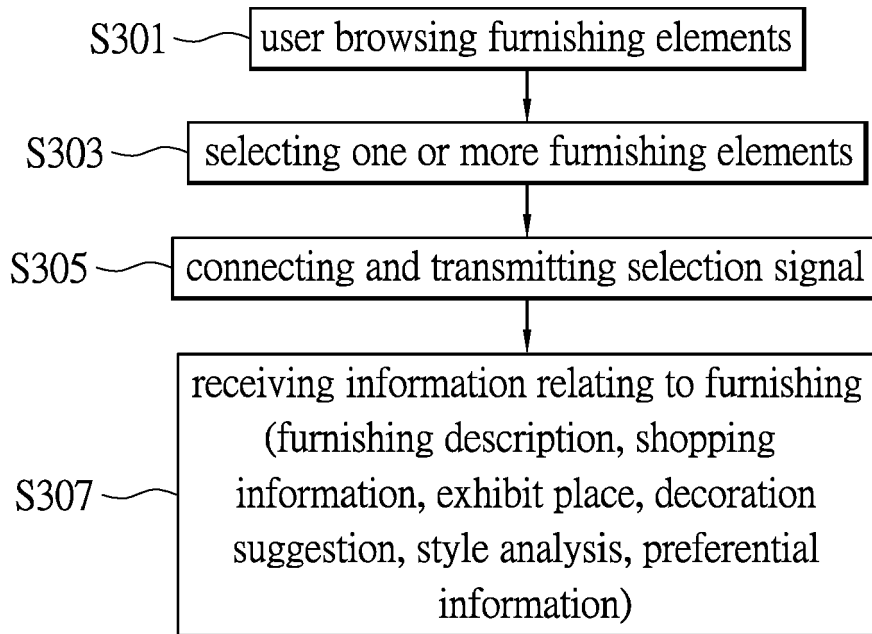 S301 user browsing furnishing elements
S303 selecting one or more furnishing elements
S305 connecting and transmitting selection signal
receiving information relating to furnishing
(furnishing description, shopping
S307 information, exhibit place, decoration
suggestion, style analysis, preferential
information)